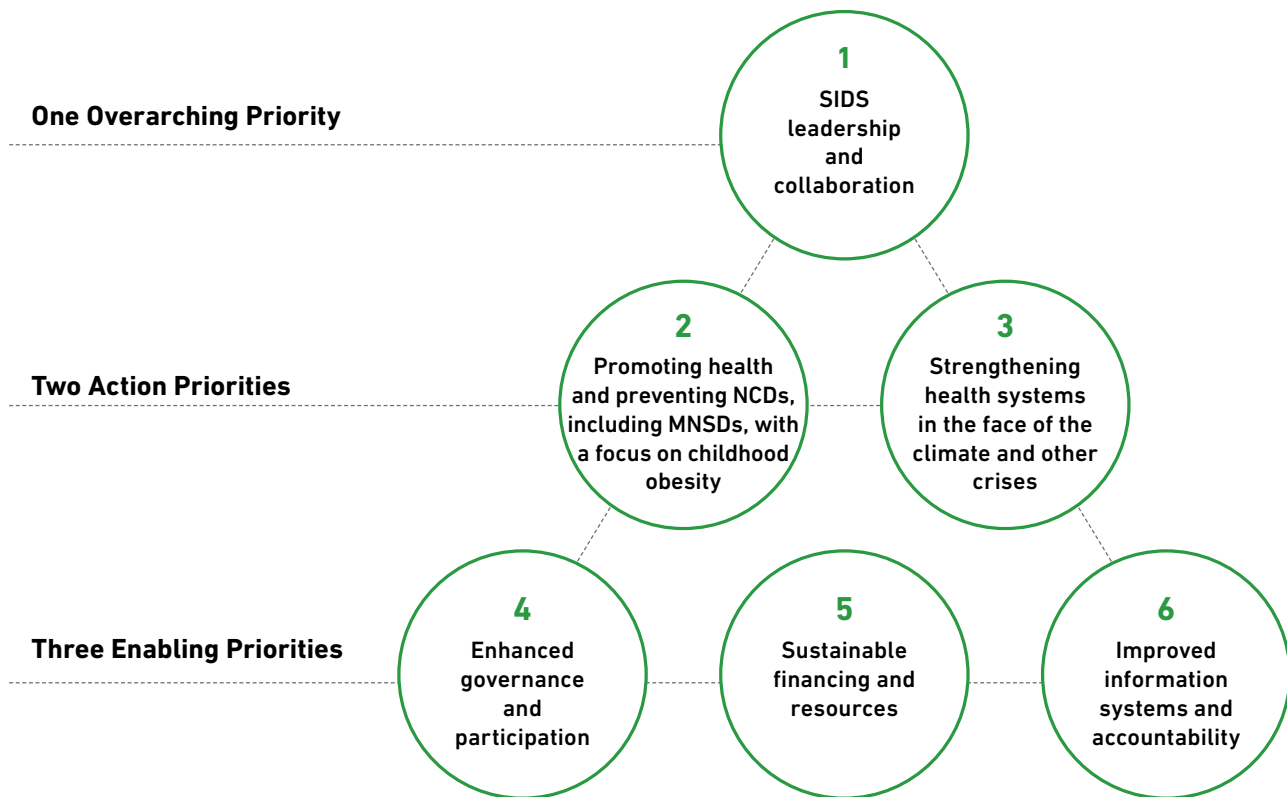 One Overarching Priority
1
SIDS
leadership
and
collaboration
Two Action Priorities
2
Promoting health
and preventing NCDs,
including MNSDs, with
a focus on childhood
obesity
3
Strengthening
health systems
in the face of the
climate and other
crises
Three Enabling Priorities
4
Enhanced
governance
and
participation
5
Sustainable
financing and
resources
6
Improved
information
systems and
accountability